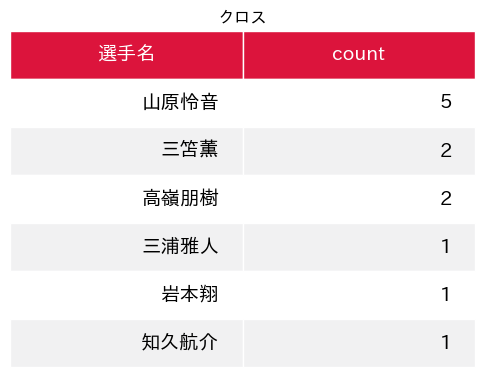 クロス
選手名 count
山原怜音 5
三笘薫 2
高嶺朋樹 2
三浦雅人 1
岩本翔 1
知久航介 1